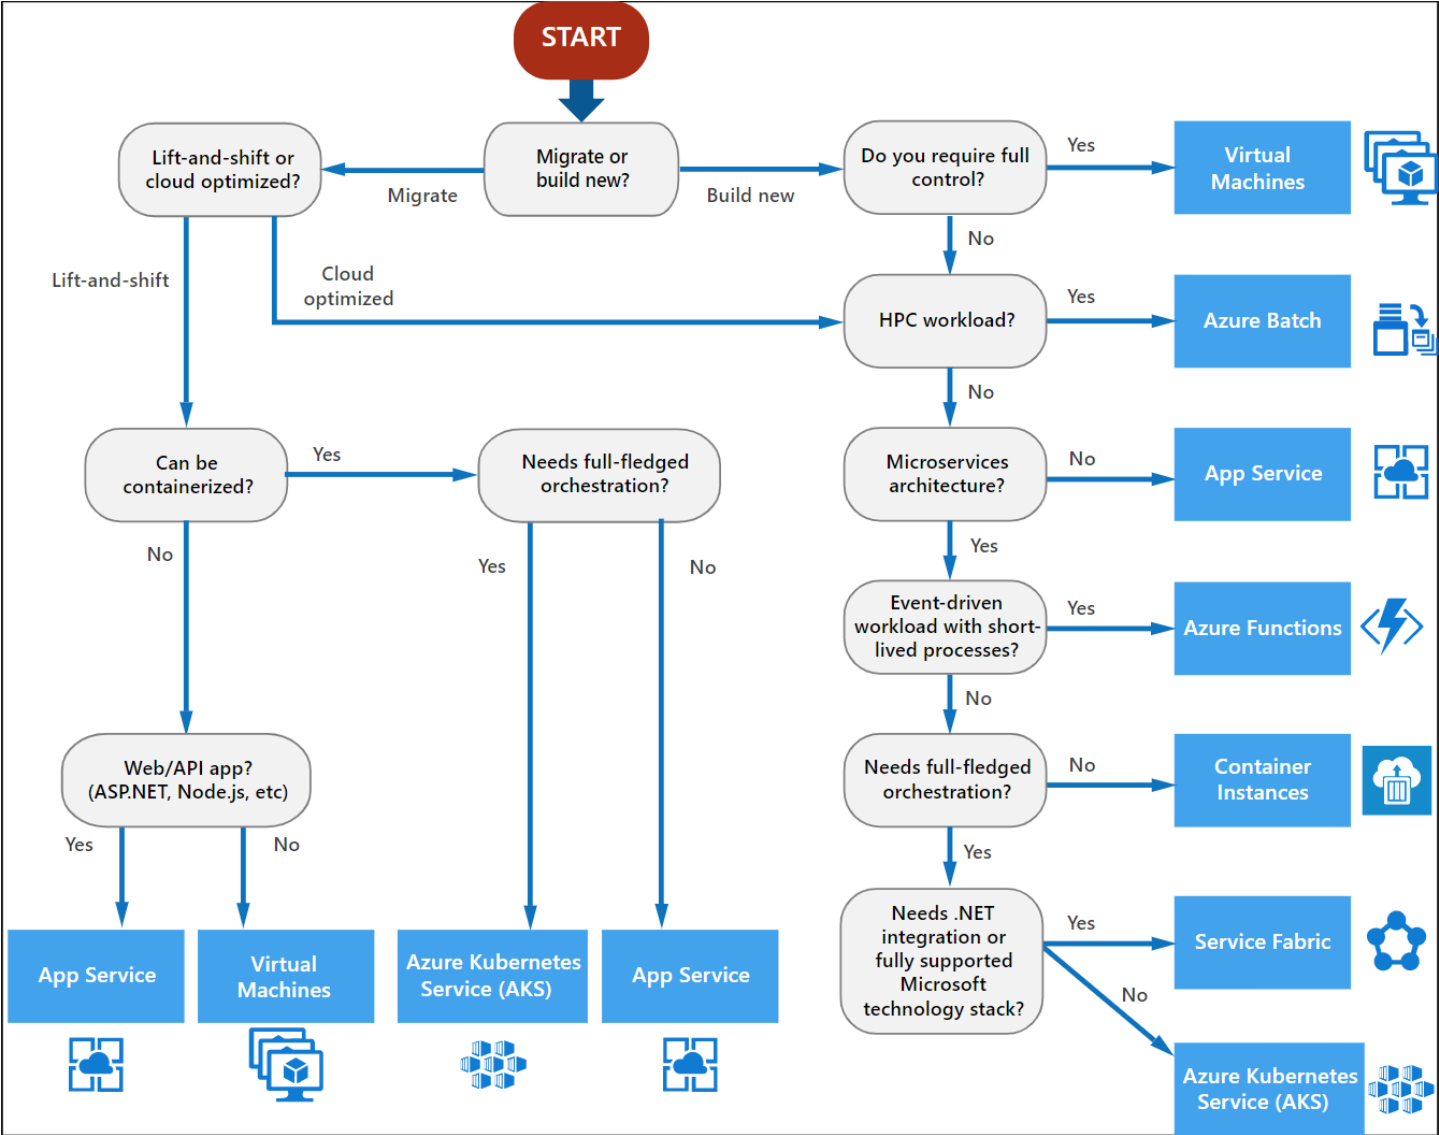 START
Lift-and-shift or
cloud optimized?
Migrate
Migrate or
build new?
Build new
Do you require full
control?
Yes
Virtual
Machines
No
Lift-and-shift
Cloud
optimized
HPC workload?
Yes
Azure Batch
No
Can be
containerized?
Yes
Needs full-fledged
orchestration?
Microservices
architecture?
No
App Service
No
Yes
No
Yes
Event-driven
workload with short-
lived processes?
Yes
Azure Functions
No
Web/API app?
(ASP.NET, Node.js, etc)
Needs full-fledged
orchestration?
No
Container
Instances
Yes
No
Yes
Needs .NET
integration or
fully supported
Microsoft
technology stack?
Yes
Service Fabric
No
App Service
Virtual
Machines
Azure Kubernetes
Service (AKS)
App Service
Azure Kubernetes
Service (AKS)